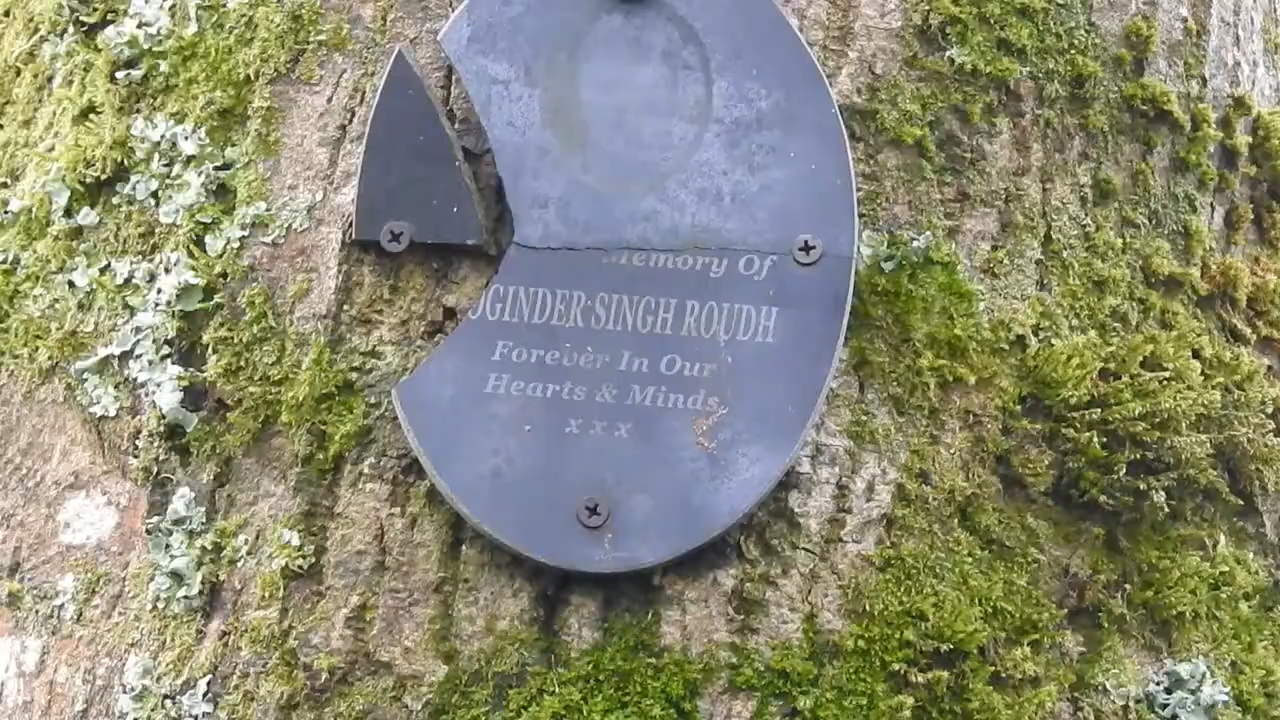 Memory Of
OGINDER SINGH ROUDH
Forever In Our
Hearts & Minds
x x x